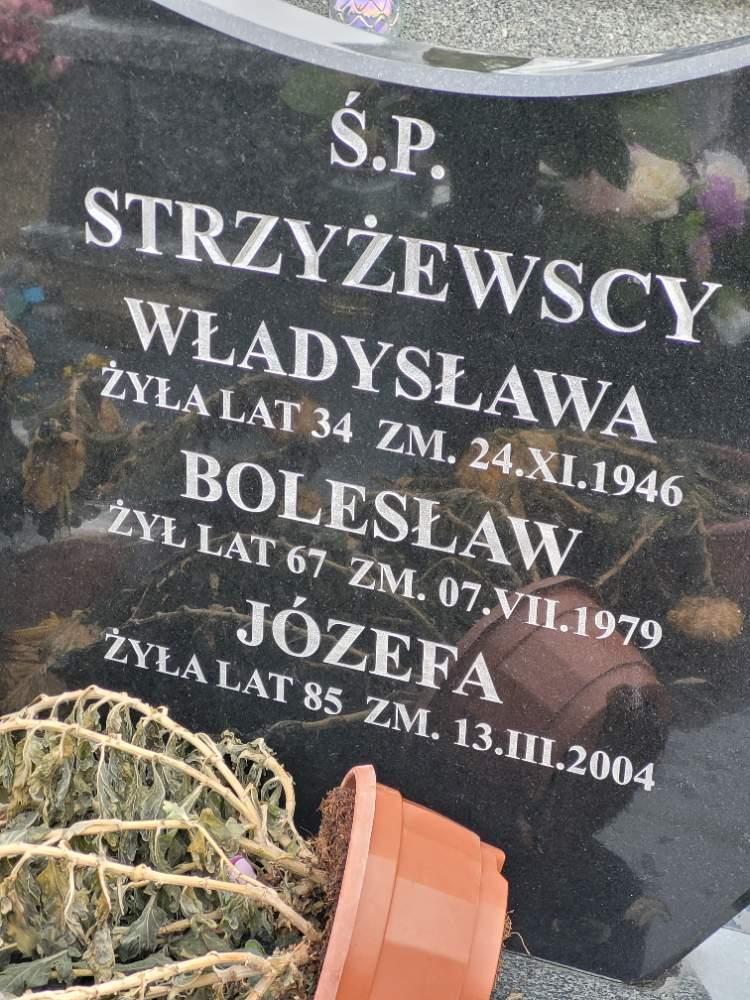 Ś.P.
STRZYŻEWSCY
WŁADYSŁAWA
ŻYŁA LAT 34 ZM. 24.XI.1946
BOLESŁAW
ŻYŁ LAT 67 ZM. 07.VII.1979
JÓZEFA
ŻYŁA LAT 85 ZM. 13.III.2004